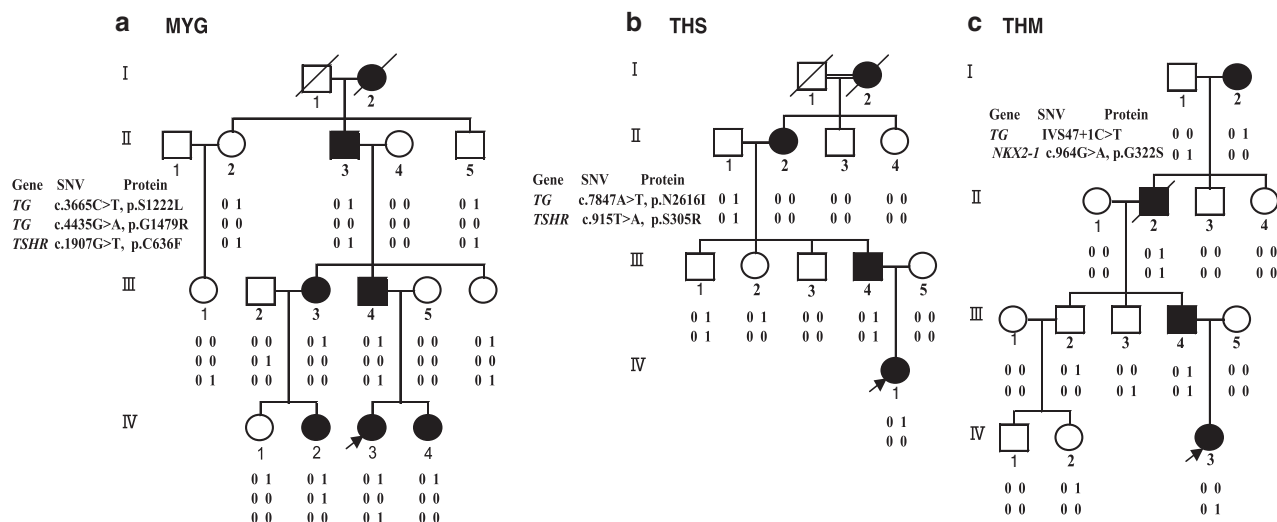 a MYG
I
1 2
II
1 2 3 4 5
Gene SNV Protein
TG c.3665C>T, p.S1222L 0 1 0 1 0 0 0 1
TG c.4435G>A, p.G1479R 0 0 0 1 0 0 0 0
TSHR c.1907G>T, p.C636F 0 1 0 1 0 0 0 1
III
1 2 3 4 5
0 0 0 0 0 1 0 1 0 0 0 1
0 0 0 1 0 0 0 1 0 0 0 0
0 1 0 0 0 0 0 1 0 0 0 1
IV
1 2 3 4
0 1 0 1 0 1 0 1
0 0 0 1 0 0 0 0
0 0 0 0 0 0 0 1
b THS
I
1 2
II
1 2 3 4
Gene SNV Protein
TG c.7847A>T, p.N2616I 0 1 0 0 0 0 0 0
TSHR c.915T>A, p.S305R 0 1 0 0 0 0 0 0
III
1 2 3 4 5
0 1 0 1 0 0 0 1 0 0
0 1 0 0 0 0 0 1 0 0
IV
1
0 1
0 0
c THM
I
1 2
Gene SNV Protein
TG IVS47+1C>T 0 0 0 1
NKX2-1 c.964G>A, p.G322S 0 1 0 0
II
1 2 3 4
0 0 0 1 0 0 0 0
0 0 0 1 0 0 0 0
III
1 2 3 4 5
0 0 0 1 0 0 0 1 0 0
0 0 0 0 0 1 0 1 0 0
IV
1 2 3
0 0 0 1 0 0
0 0 0 0 0 1